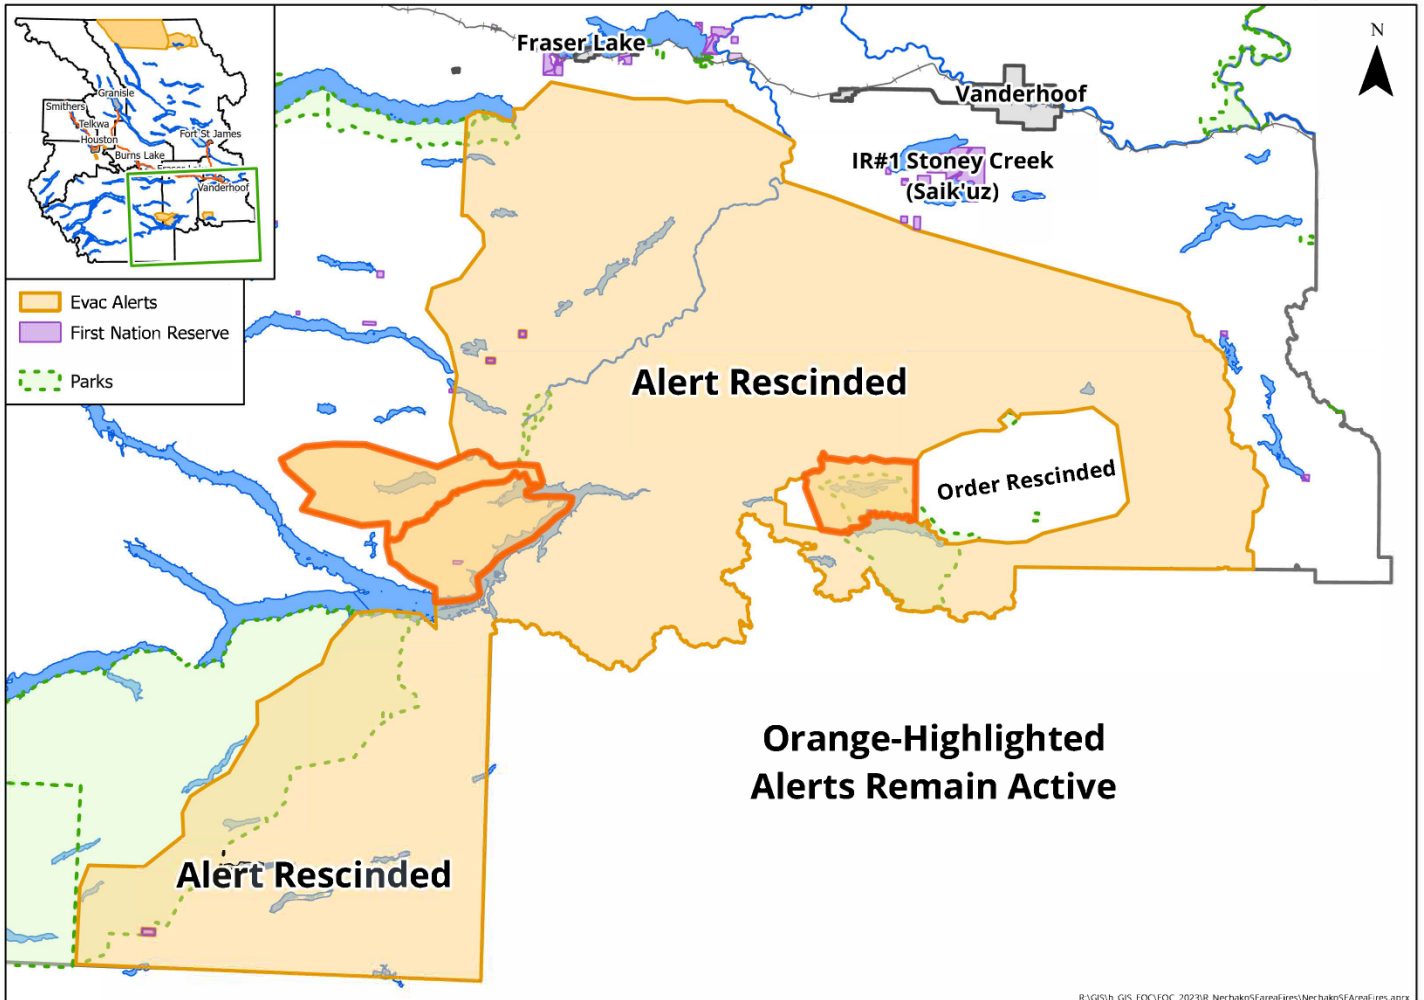 Fraser Lake
N
Vanderhoof
Granisle
Smithers
Telkwa
Houston
Fort St James
Burns Lake
Vanderhoof
IR#1 Stoney Creek
(Saik'uz)
Evac Alerts
First Nation Reserve
Parks
Alert Rescinded
Order Rescinded
Orange-Highlighted
Alerts Remain Active
Alert Rescinded